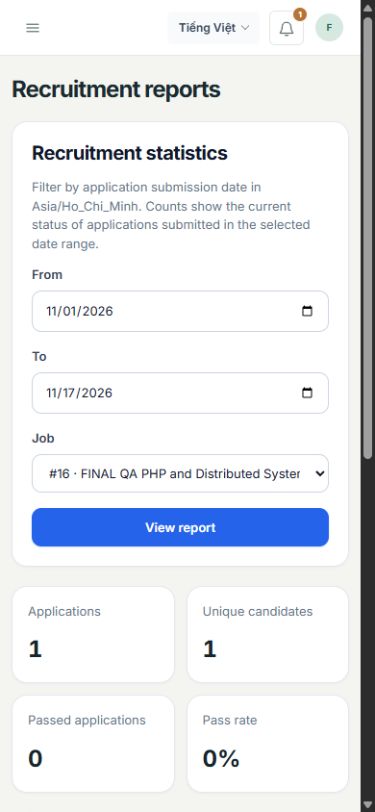 Tiếng Việt
1
F
Recruitment reports
Recruitment statistics
Filter by application submission date in
Asia/Ho_Chi_Minh. Counts show the current
status of applications submitted in the selected
date range.
From
11/01/2026
To
11/17/2026
Job
#16 · FINAL QA PHP and Distributed System
View report
Applications
1
Unique candidates
1
Passed applications
0
Pass rate
0%